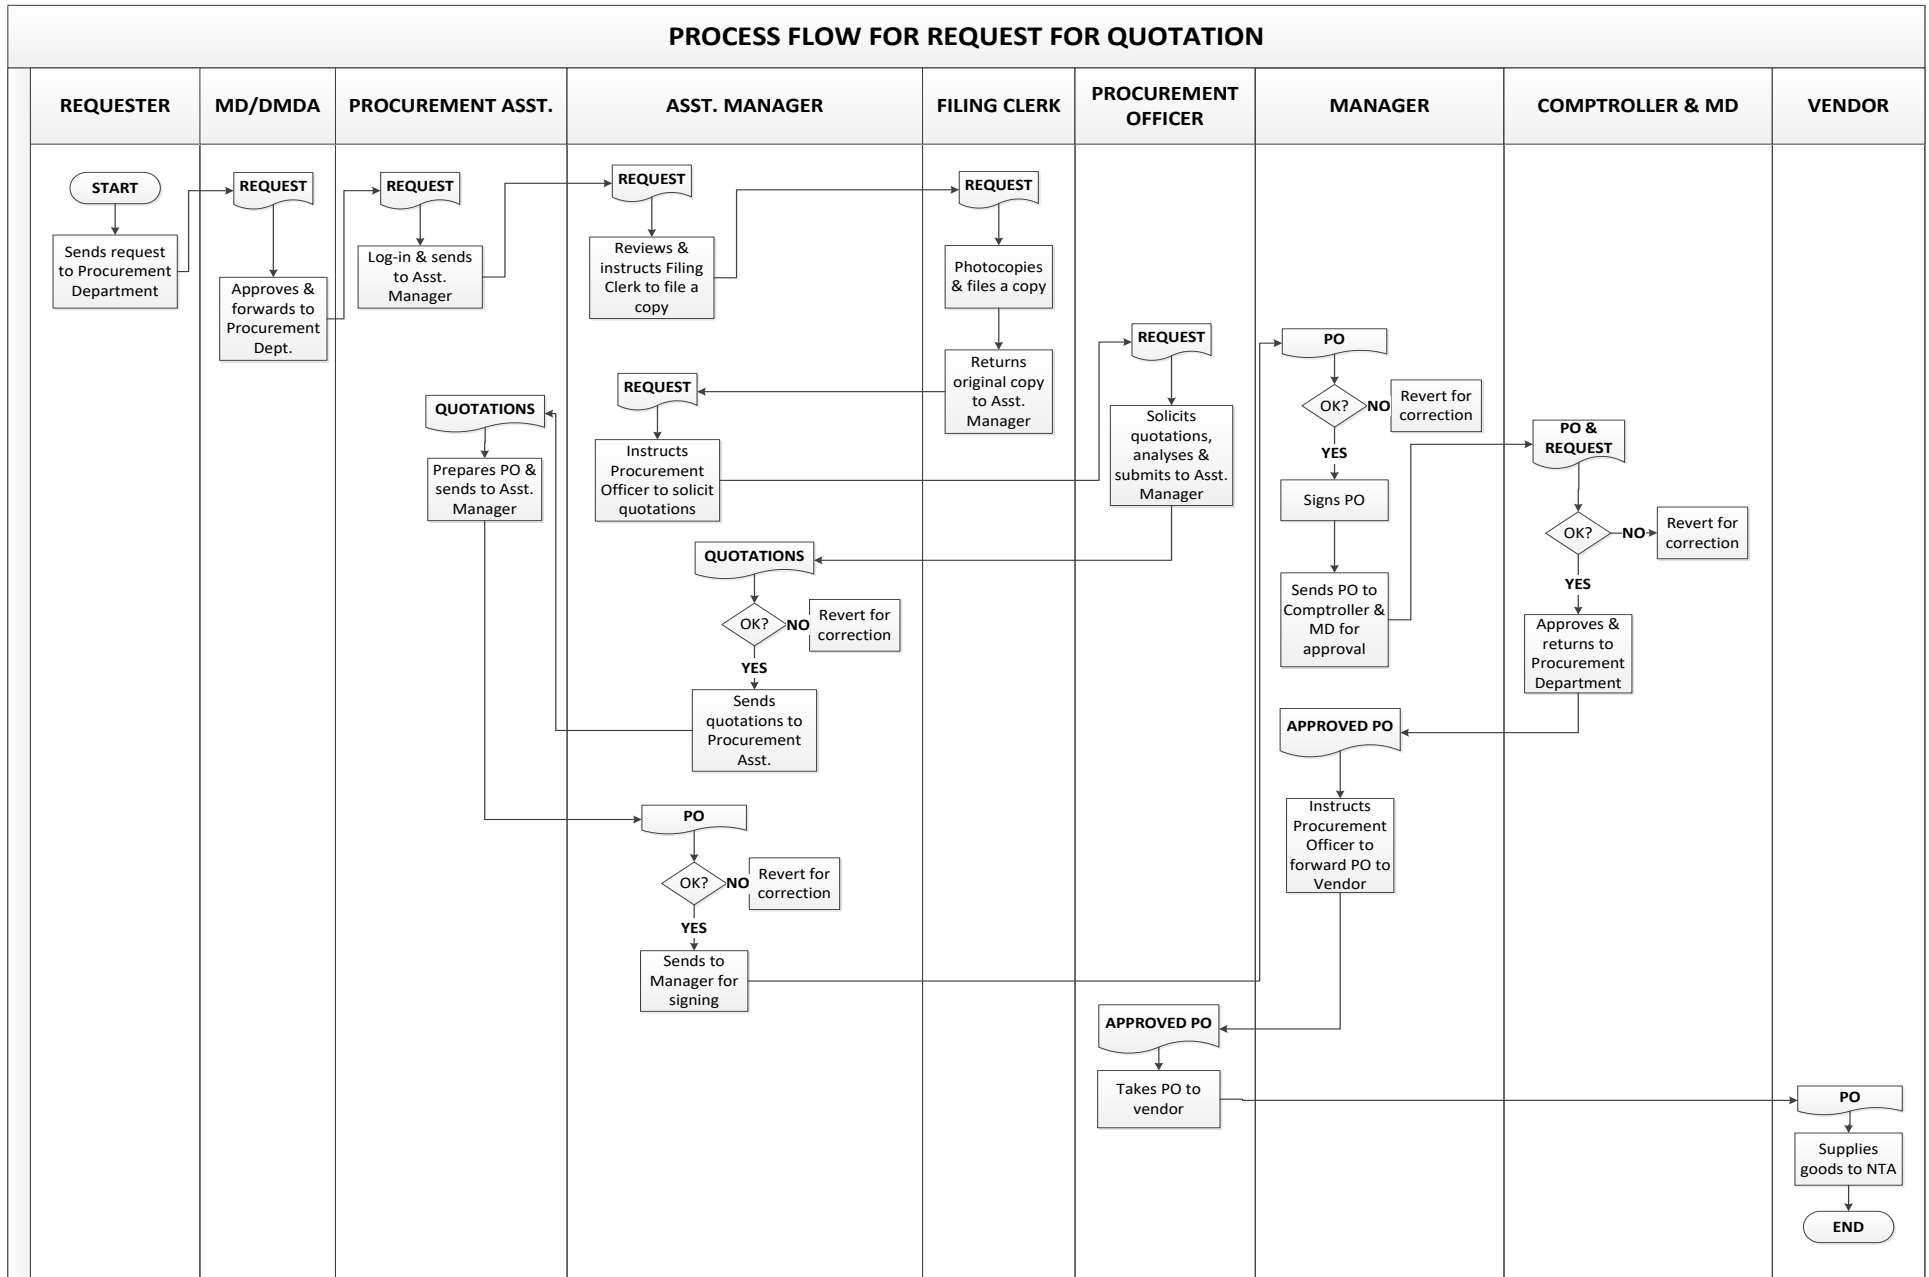 PROCESS FLOW FOR REQUEST FOR QUOTATION
REQUESTER
MD/DMDA
PROCUREMENT ASST.
ASST. MANAGER
FILING CLERK
PROCUREMENT
OFFICER
MANAGER
COMPTROLLER & MD
VENDOR
START
Sends request
to Procurement
Department
REQUEST
Approves &
forwards to
Procurement
Dept.
REQUEST
Log-in & sends
to Asst.
Manager
REQUEST
Reviews &
instructs Filing
Clerk to file a
copy
REQUEST
Photocopies
& files a copy
Returns
original copy
to Asst.
Manager
REQUEST
Instructs
Procurement
Officer to solicit
quotations
REQUEST
Solicits
quotations,
analyses &
submits to Asst.
Manager
QUOTATIONS
OK?
NO
Revert for
correction
YES
Sends
quotations to
Procurement
Asst.
QUOTATIONS
Prepares PO &
sends to Asst.
Manager
PO
OK?
NO
Revert for
correction
YES
Sends to
Manager for
signing
PO
OK?
NO
Revert for
correction
YES
Signs PO
Sends PO to
Comptroller &
MD for
approval
PO &
REQUEST
OK?
NO
Revert for
correction
YES
Approves &
returns to
Procurement
Department
APPROVED PO
Instructs
Procurement
Officer to
forward PO to
Vendor
APPROVED PO
Takes PO to
vendor
PO
Supplies
goods to NTA
END